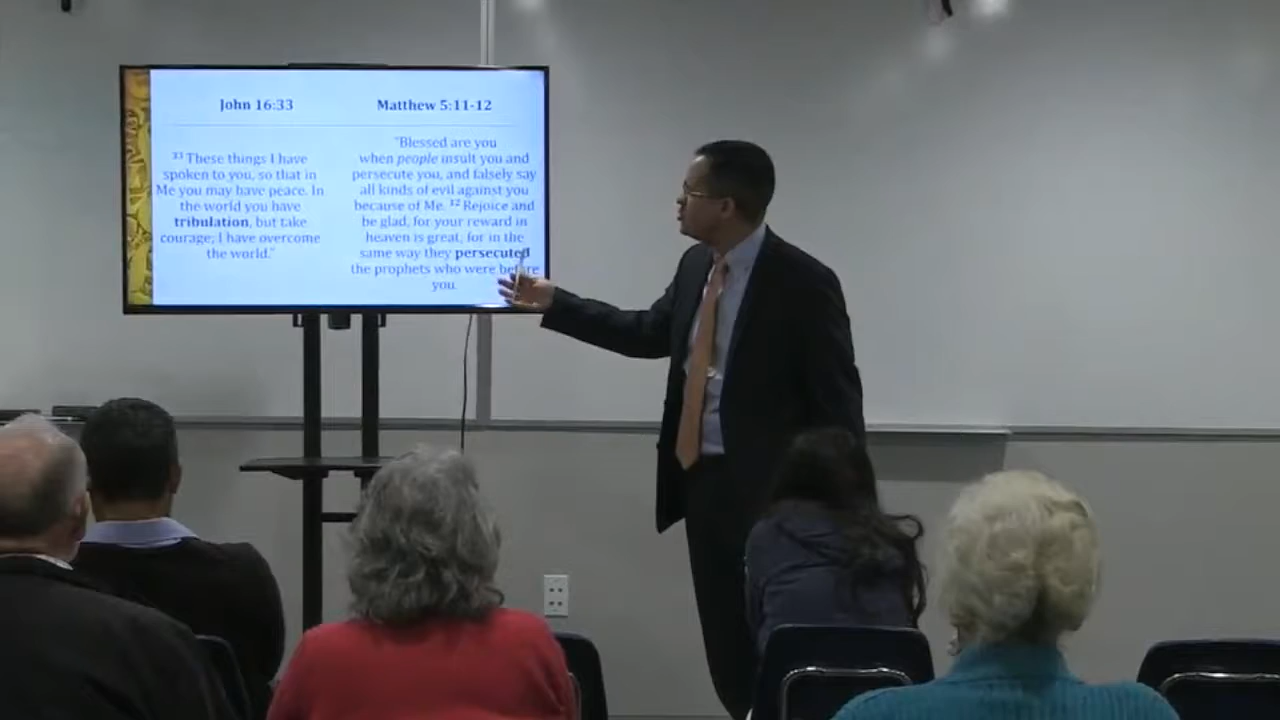 John 16:33
³³ These things I have
spoken to you, so that in
Me you may have peace. In
the world you have
tribulation, but take
courage; I have overcome
the world.”
Matthew 5:11-12
“Blessed are you
when people insult you and
persecute you, and falsely say
all kinds of evil against you
because of Me. ¹² Rejoice and
be glad, for your reward in
heaven is great, for in the
same way they persecuted
the prophets who were before
you.